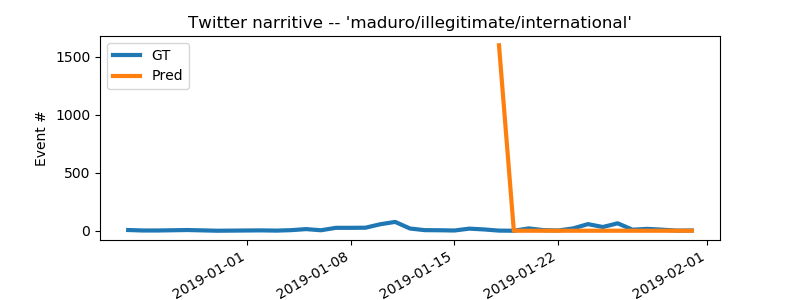 Twitter narritive -- 'maduro/illegitimate/international'
GT
Pred
Event #
1500
1000
500
0
2019-01-01
2019-01-08
2019-01-15
2019-01-22
2019-02-01